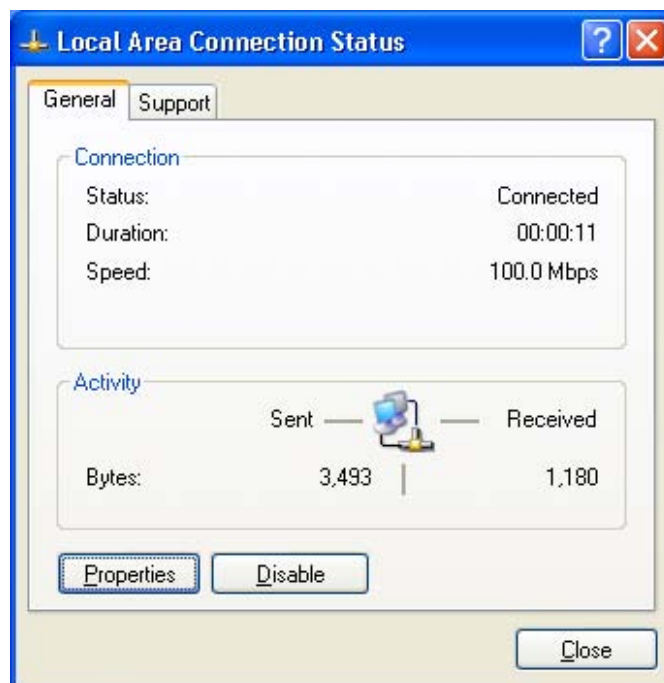 Local Area Connection Status
General Support
Connection
Status: Connected
Duration: 00:00:11
Speed: 100.0 Mbps
Activity
Sent Received
Bytes: 3,493 1,180
Properties Disable
Close